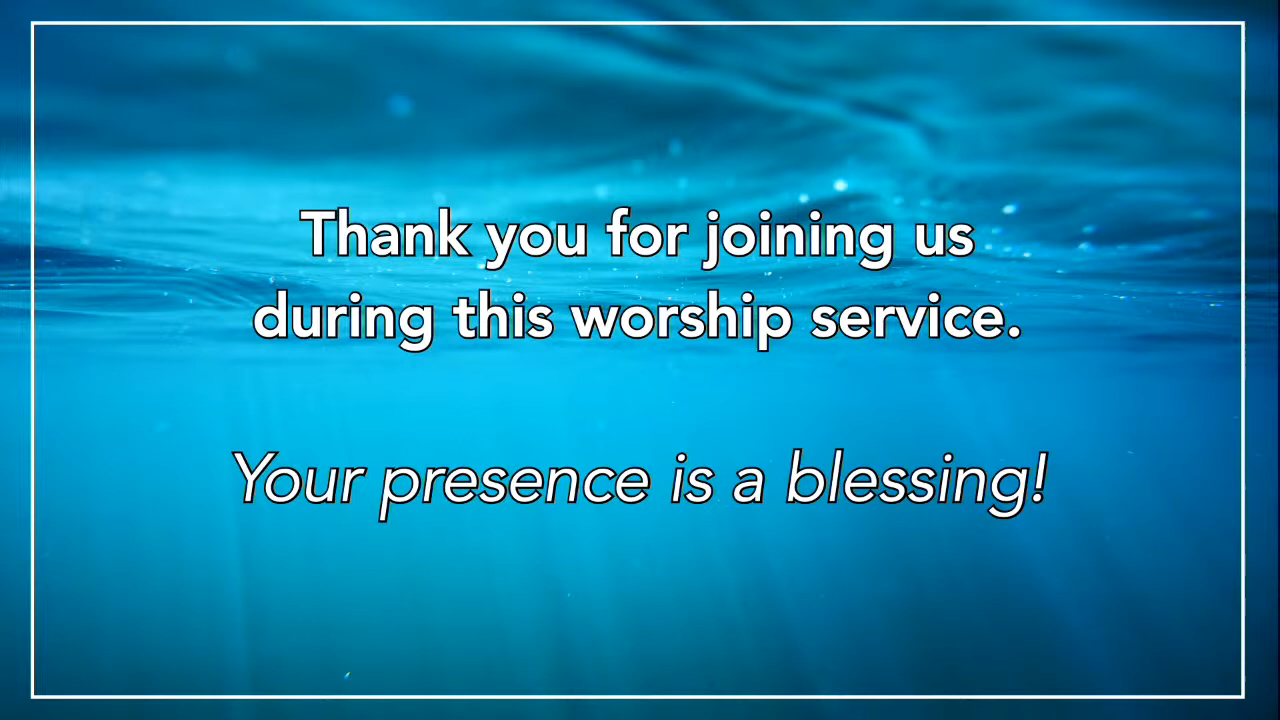 Thank you for joining us
during this worship service.
Your presence is a blessing!